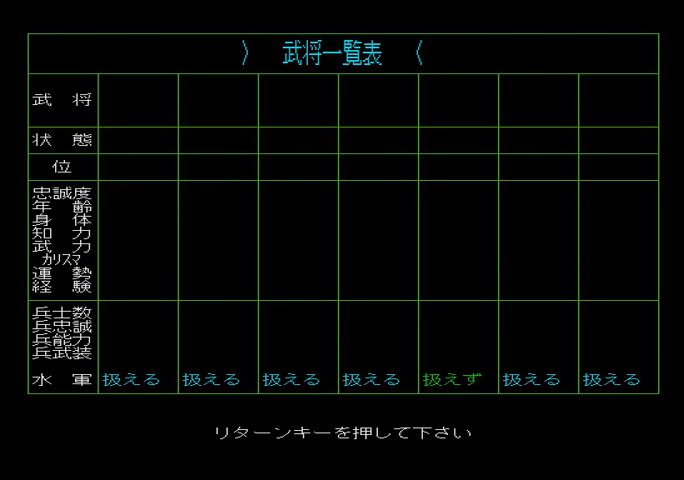 〉 武将一覧表 〈
武 将
状 態
位
忠誠度
年 齢
身 体
知 力
武 力
カリスマ
運 勢
経 験
兵士数
兵忠誠
兵能力
兵武装
水 軍 扱える 扱える 扱える 扱える 扱えず 扱える 扱える
リターンキーを押して下さい